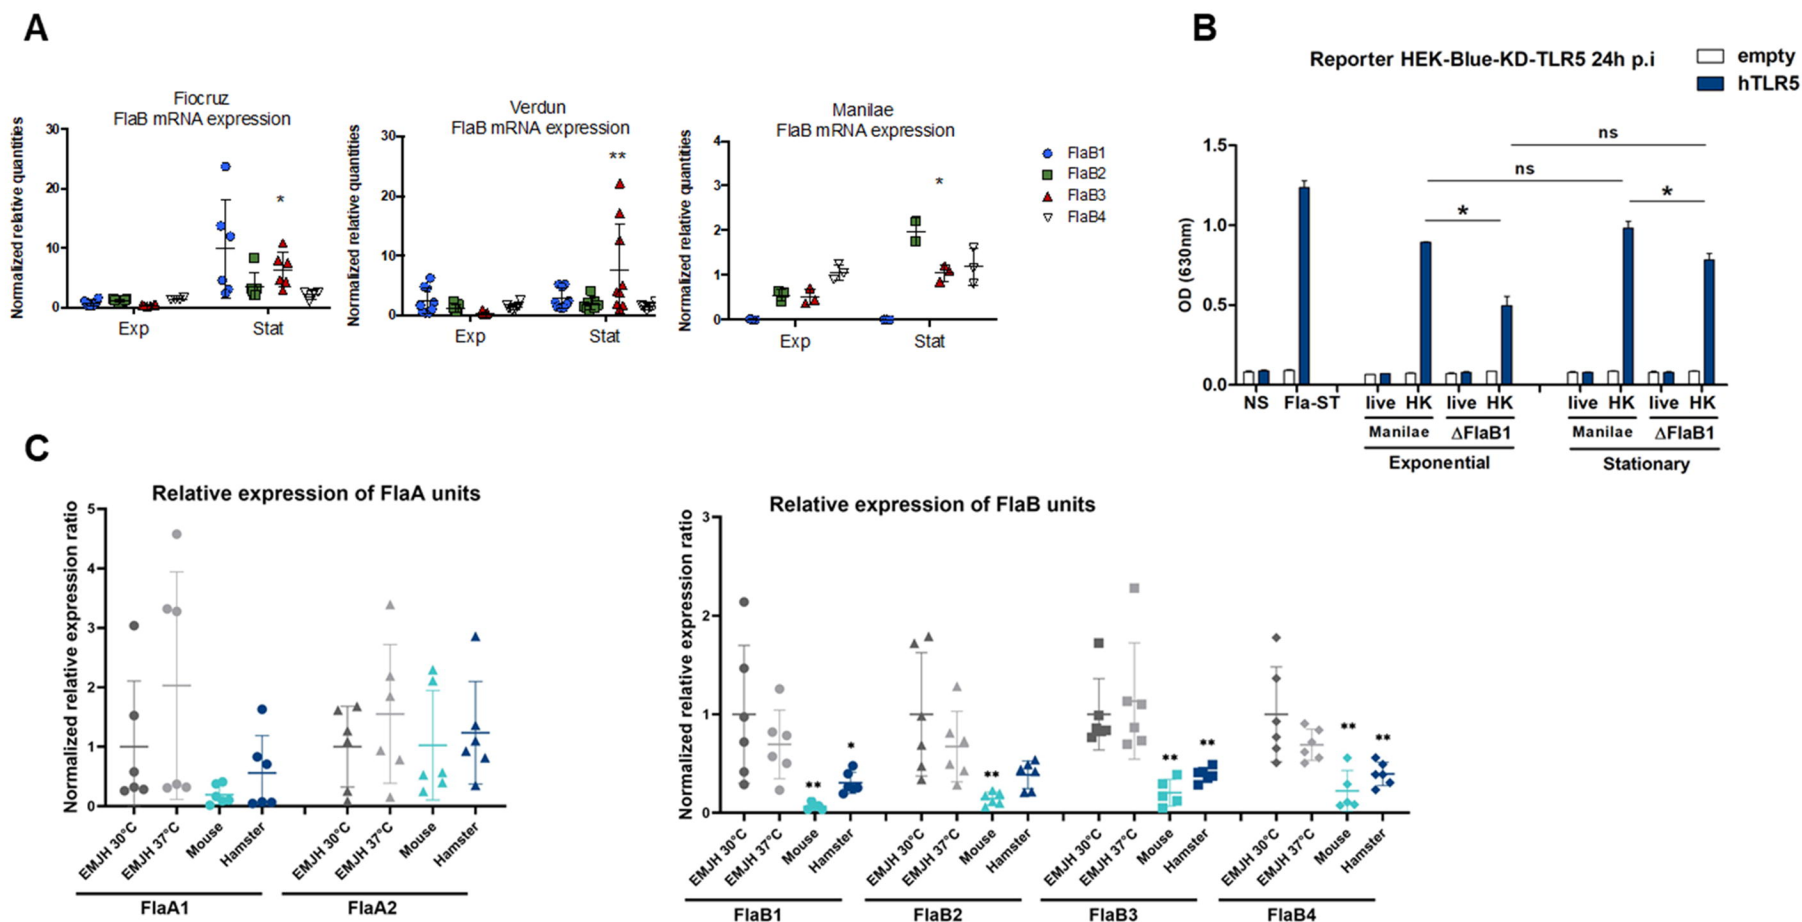 A
Fiocruz
FlaB mRNA expression
Normalized relative quantities
30
20
10
0
Exp
Stat
*
Verdun
FlaB mRNA expression
Normalized relative quantities
30
20
10
0
Exp
Stat
**
Manilae
FlaB mRNA expression
Normalized relative quantities
4
3
2
1
0
Exp
Stat
*
FlaB1
FlaB2
FlaB3
FlaB4
B
Reporter HEK-Blue-KD-TLR5 24h p.i
empty
hTLR5
OD (630nm)
1.5
1.0
0.5
0.0
ns
ns
*
*
NS Fla-ST live HK live HK live HK live HK
Manilae ΔFlaB1 Manilae ΔFlaB1
Exponential Stationary
C
Relative expression of FlaA units
Normalized relative expression ratio
5
4
3
2
1
0
EMJH 30°C EMJH 37°C Mouse Hamster EMJH 30°C EMJH 37°C Mouse Hamster
FlaA1 FlaA2
Relative expression of FlaB units
Normalized relative expression ratio
3
2
1
0
** * ** ** ** ** **
EMJH 30°C EMJH 37°C Mouse Hamster EMJH 30°C EMJH 37°C Mouse Hamster EMJH 30°C EMJH 37°C Mouse Hamster EMJH 30°C EMJH 37°C Mouse Hamster
FlaB1 FlaB2 FlaB3 FlaB4